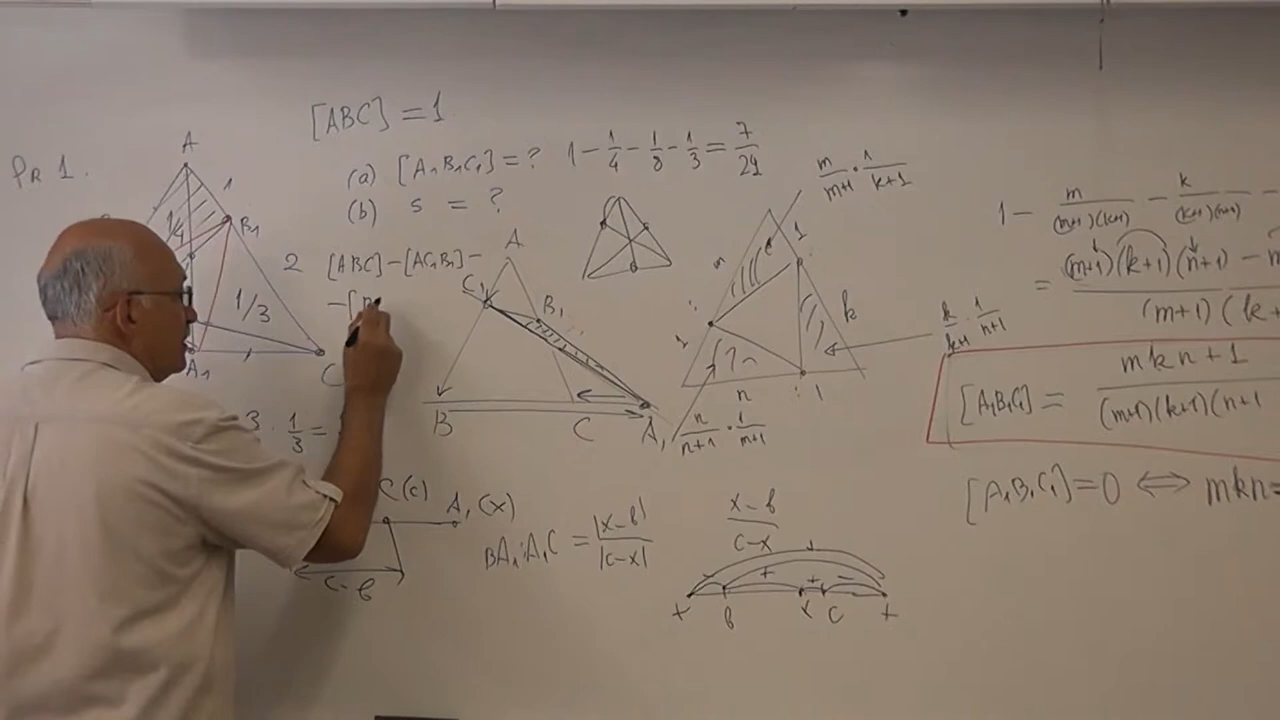 PR 1.
[ABC] = 1
(a) [A₁B₁C₁] = ? 1 - 1/4 - 1/8 - 1/3 = 7/24
(b) s = ?
A
1
B₁
1/4
1/3
A₁
C
2 [ABC] - [AC₁B₁] -
- [
A
C₁
B₁
B
C
A₁
m/(m+1) · 1/(k+1)
1
m
k
1
n
1
k/(k+1) · 1/(n+1)
n/(n+1) · 1/(m+1)
1 - m/((m+1)(k+1)) - k/((k+1)(n+1)) -
= (m+1)(k+1)(n+1) - m
(m+1)(k+
[A₁B₁C₁] = mkn + 1
(m+1)(k+1)(n+1
[A₁B₁C₁] = 0 ⟺ mkn =
3 · 1/3 =
C(c) A₁(x)
c - b
BA₁ : A₁C = |x-b|/|c-x|
x-b
c-x
- + + - +
x b x c x